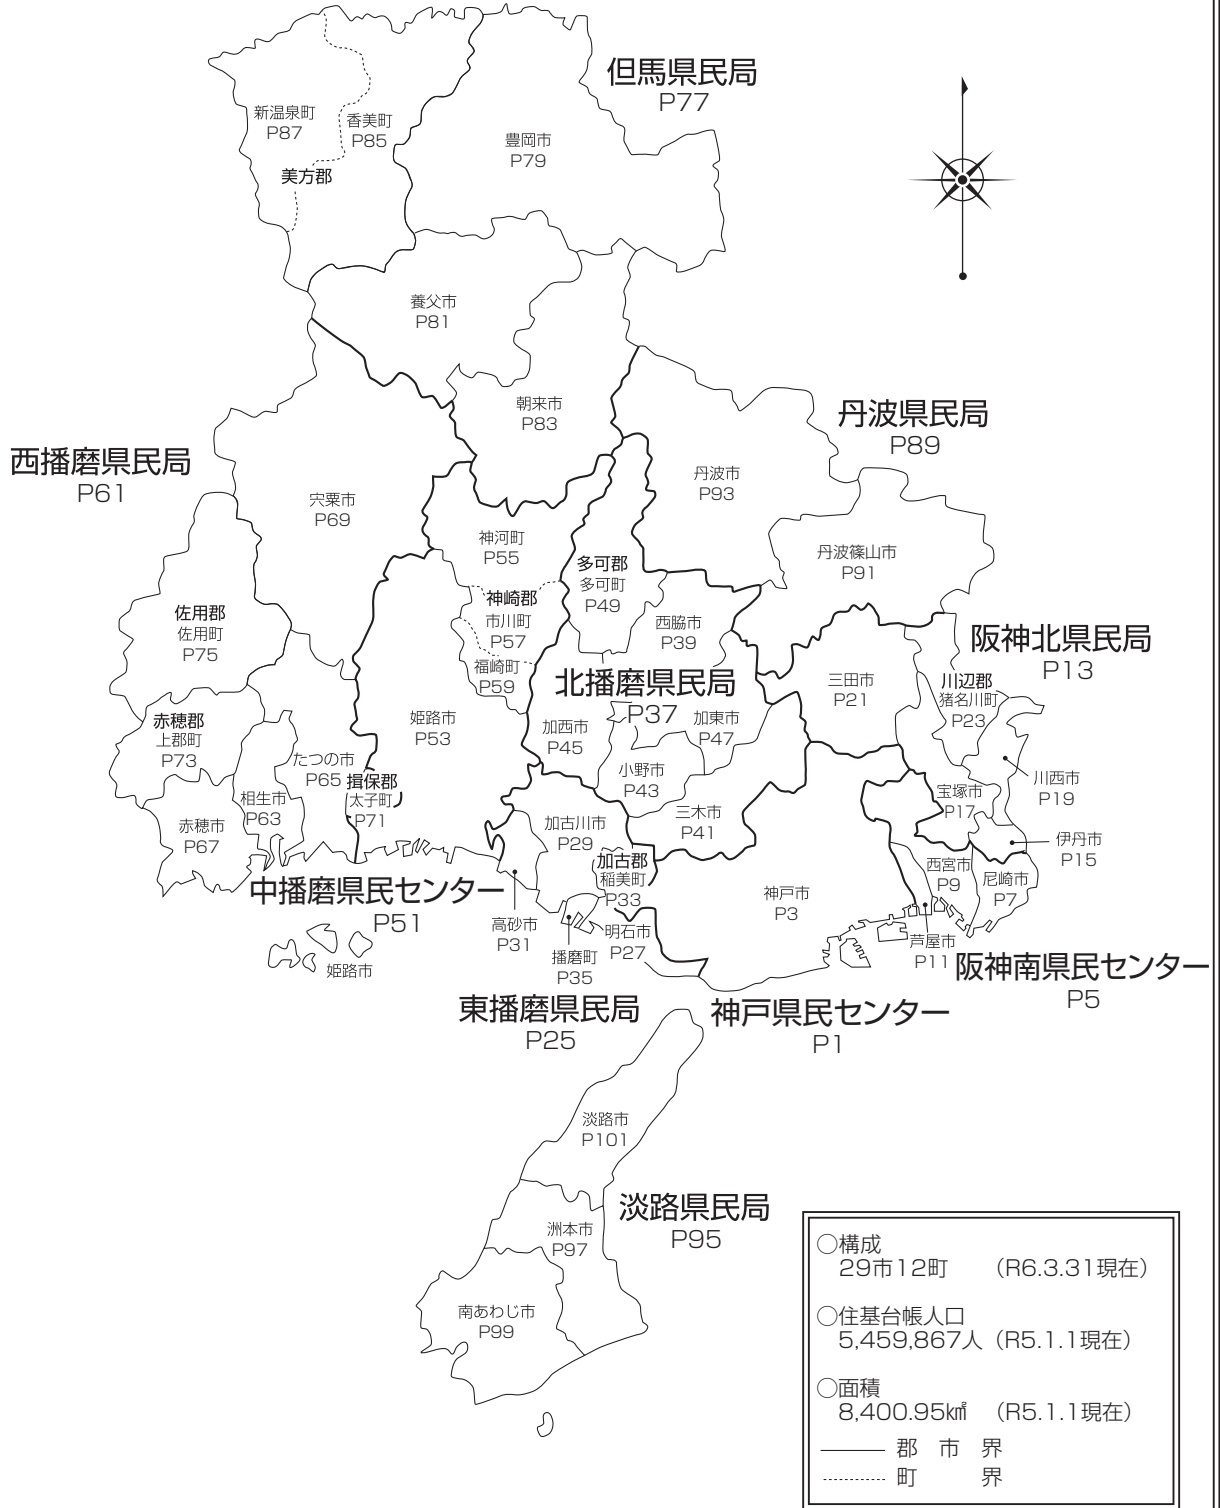 但馬県民局
P77
新温泉町
P87
香美町
P85
美方郡
豊岡市
P79
養父市
P81
朝来市
P83
丹波県民局
P89
丹波市
P93
丹波篠山市
P91
西播磨県民局
P61
宍粟市
P69
佐用郡
佐用町
P75
赤穂郡
上郡町
P73
たつの市
P65
相生市
P63
赤穂市
P67
揖保郡
太子町
P71
神河町
P55
神崎郡
市川町
P57
福崎町
P59
姫路市
P53
中播磨県民センター
P51
姫路市
多可郡
多可町
P49
西脇市
P39
北播磨県民局
P37
加西市
P45
加東市
P47
小野市
P43
三木市
P41
阪神北県民局
P13
三田市
P21
川辺郡
猪名川町
P23
川西市
P19
宝塚市
P17
伊丹市
P15
西宮市
P9
尼崎市
P7
芦屋市
P11
阪神南県民センター
P5
加古川市
P29
加古郡
稲美町
P33
高砂市
P31
播磨町
P35
明石市
P27
東播磨県民局
P25
神戸市
P3
神戸県民センター
P1
淡路市
P101
淡路県民局
P95
洲本市
P97
南あわじ市
P99
○構成
29市12町 （R6.3.31現在）
○住基台帳人口
5,459,867人（R5.1.1現在）
○面積
8,400.95㎢ （R5.1.1現在）
郡 市 界
町 界